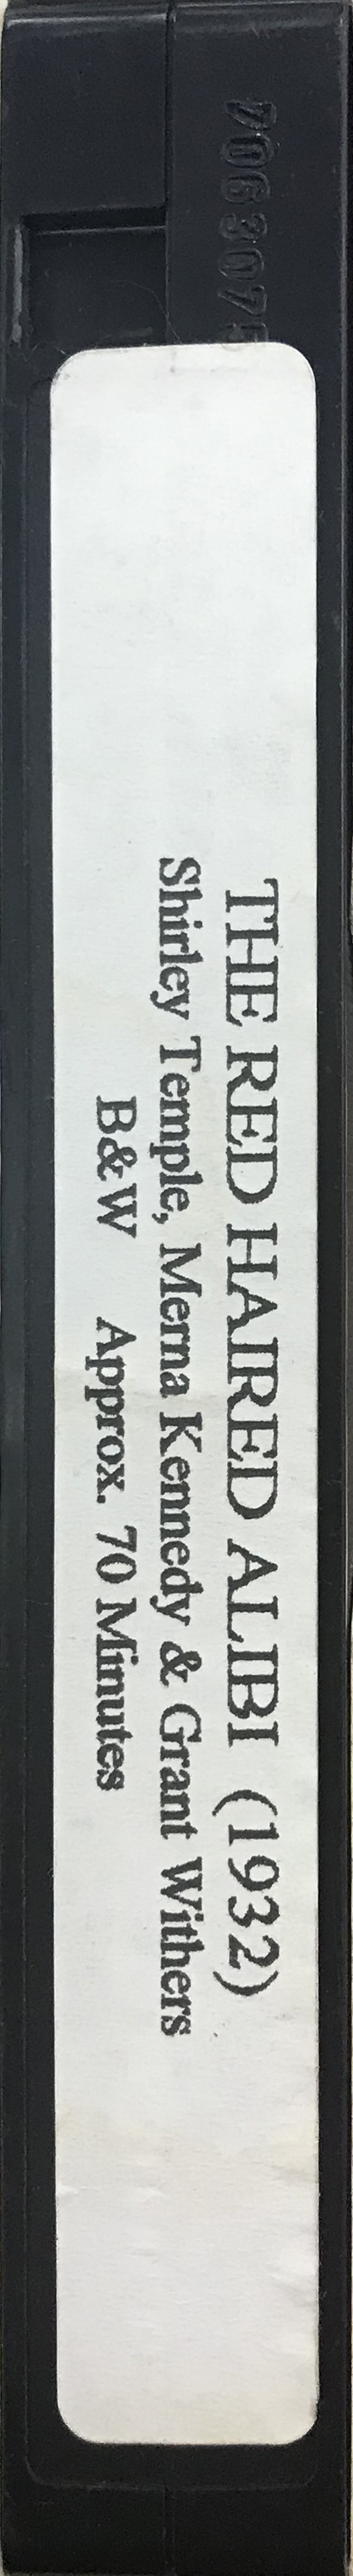 THE RED HAIRED ALIBI (1932)
Shirley Temple, Merna Kennedy & Grant Withers
B&W Approx. 70 Minutes